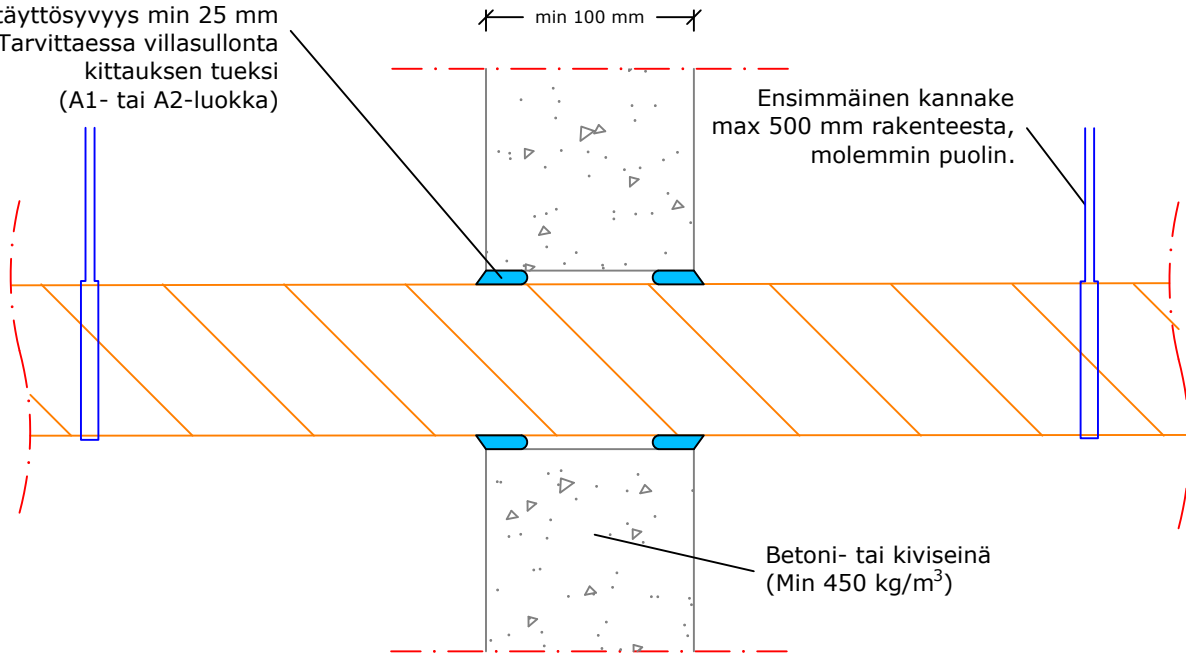 täyttösyvyys min 25 mm
Tarvittaessa villasullonta
kittauksen tueksi
(A1- tai A2-luokka)
min 100 mm
Ensimmäinen kannake
max 500 mm rakenteesta,
molemmin puolin.
Betoni- tai kiviseinä
(Min 450 kg/m³)